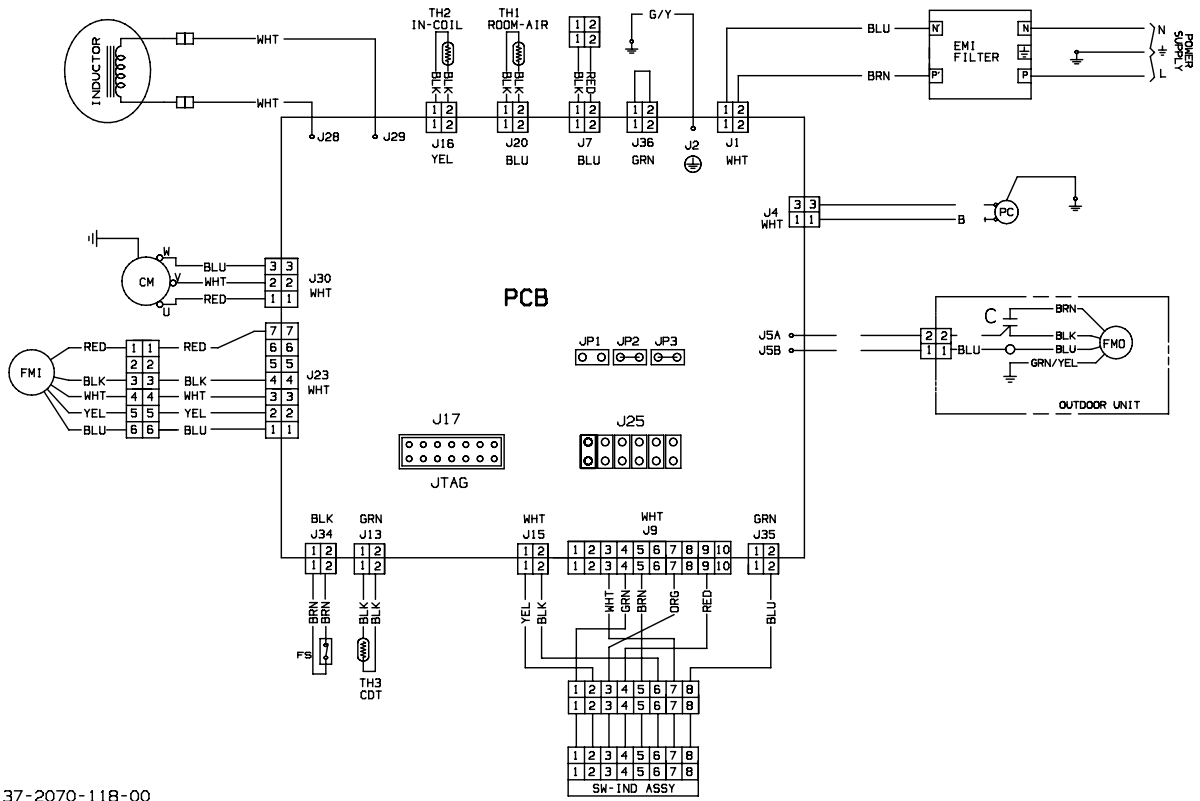 TH2
IN-COIL
TH1
ROOM-AIR
G/Y
INDUCTOR
WHT
WHT
BLK
BLK
BLK
BLK
BLK
RED
1 2
1 2
1 2
1 2
1 2
1 2
1 2
1 2
1 2
1 2
1 2
BLU
BRN
N'
P'
EMI
FILTER
N
P
N
L
POWER
SUPPLY
J28
J29
J16
YEL
J20
BLU
J7
BLU
J36
GRN
J2
J1
WHT
J4
WHT
3 3
1 1
B
PC
CM
W
V
U
BLU
WHT
RED
3 3
2 2
1 1
J30
WHT
PCB
FMI
RED
BLK
WHT
YEL
BLU
1 1
2 2
3 3
4 4
5 5
6 6
RED
BLK
WHT
YEL
BLU
7 7
6 6
5 5
4 4
3 3
2 2
1 1
J23
WHT
JP1
JP2
JP3
J5A
J5B
2 2
1 1
BLU
C
BRN
BLK
BLU
GRN/YEL
FMO
OUTDOOR UNIT
J17
JTAG
J25
BLK
J34
1 2
1 2
BRN
BRN
FS
GRN
J13
1 2
1 2
BLK
BLK
TH3
CDT
WHT
J15
1 2
1 2
YEL
BLK
WHT
J9
1 2 3 4 5 6 7 8 9 10
1 2 3 4 5 6 7 8 9 10
WHT
GRN
BRN
ORG
RED
GRN
J35
1 2
1 2
BLU
1 2 3 4 5 6 7 8
1 2 3 4 5 6 7 8
1 2 3 4 5 6 7 8
1 2 3 4 5 6 7 8
SW-IND ASSY
37-2070-118-00